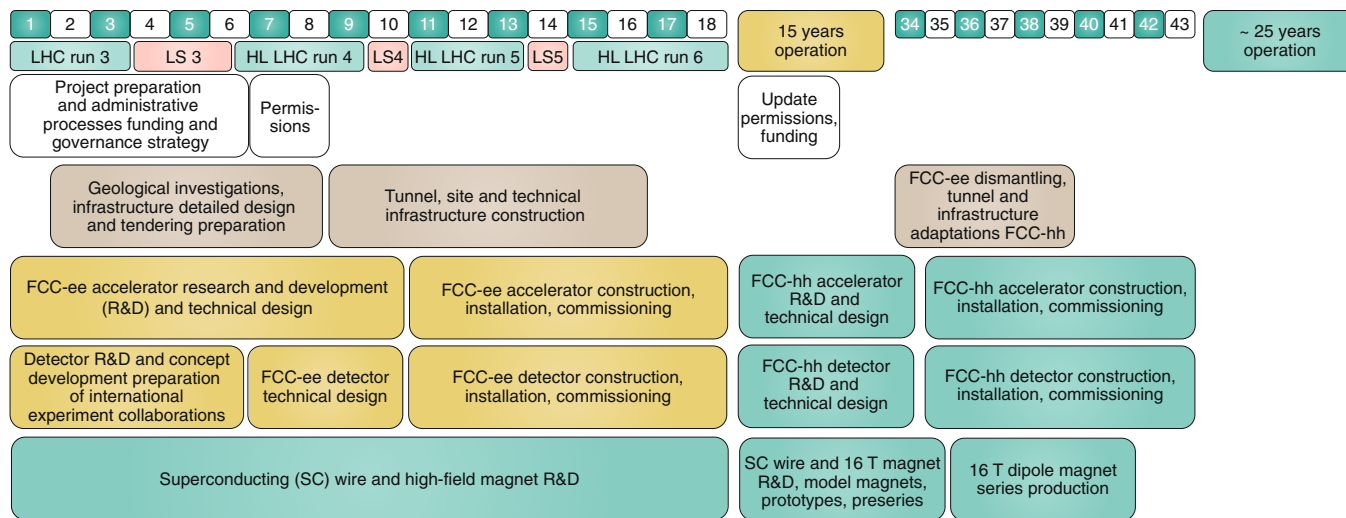 1 2 3 4 5 6 7 8 9 10 11 12 13 14 15 16 17 18
15 years
operation
34 35 36 37 38 39 40 41 42 43
~ 25 years
operation
LHC run 3
LS 3
HL LHC run 4
LS4
HL LHC run 5
LS5
HL LHC run 6
Project preparation
and administrative
processes funding and
governance strategy
Permis-
sions
Update
permissions,
funding
Geological investigations,
infrastructure detailed design
and tendering preparation
Tunnel, site and technical
infrastructure construction
FCC-ee dismantling,
tunnel and
infrastructure
adaptations FCC-hh
FCC-ee accelerator research and development
(R&D) and technical design
FCC-ee accelerator construction,
installation, commissioning
FCC-hh accelerator
R&D and
technical design
FCC-hh accelerator construction,
installation, commissioning
Detector R&D and concept
development preparation
of international
experiment collaborations
FCC-ee detector
technical design
FCC-ee detector construction,
installation, commissioning
FCC-hh detector
R&D and
technical design
FCC-hh detector construction,
installation, commissioning
Superconducting (SC) wire and high-field magnet R&D
SC wire and 16 T magnet
R&D, model magnets,
prototypes, preseries
16 T dipole magnet
series production